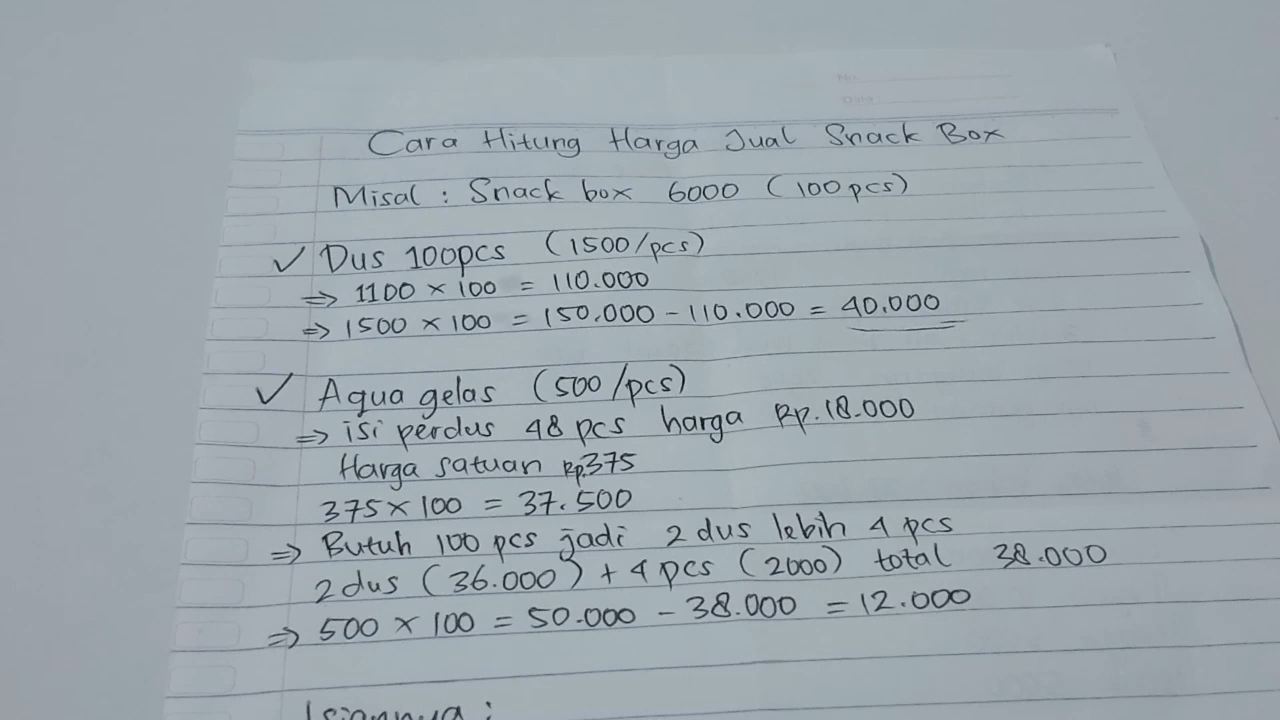 Cara Hitung Harga Jual Snack Box
Misal : Snack box 6000 (100 pcs)
✓ Dus 100pcs (1500/pcs)
⇒ 1100 × 100 = 110.000
⇒ 1500 × 100 = 150.000 - 110.000 = 40.000
✓ Aqua gelas (500/pcs)
⇒ isi perdus 48 pcs harga Rp.18.000
Harga satuan Rp.375
375 × 100 = 37.500
⇒ Butuh 100 pcs jadi 2 dus lebih 4 pcs
2 dus (36.000) + 4 pcs (2000) total 38.000
⇒ 500 × 100 = 50.000 - 38.000 = 12.000
Isiannya :